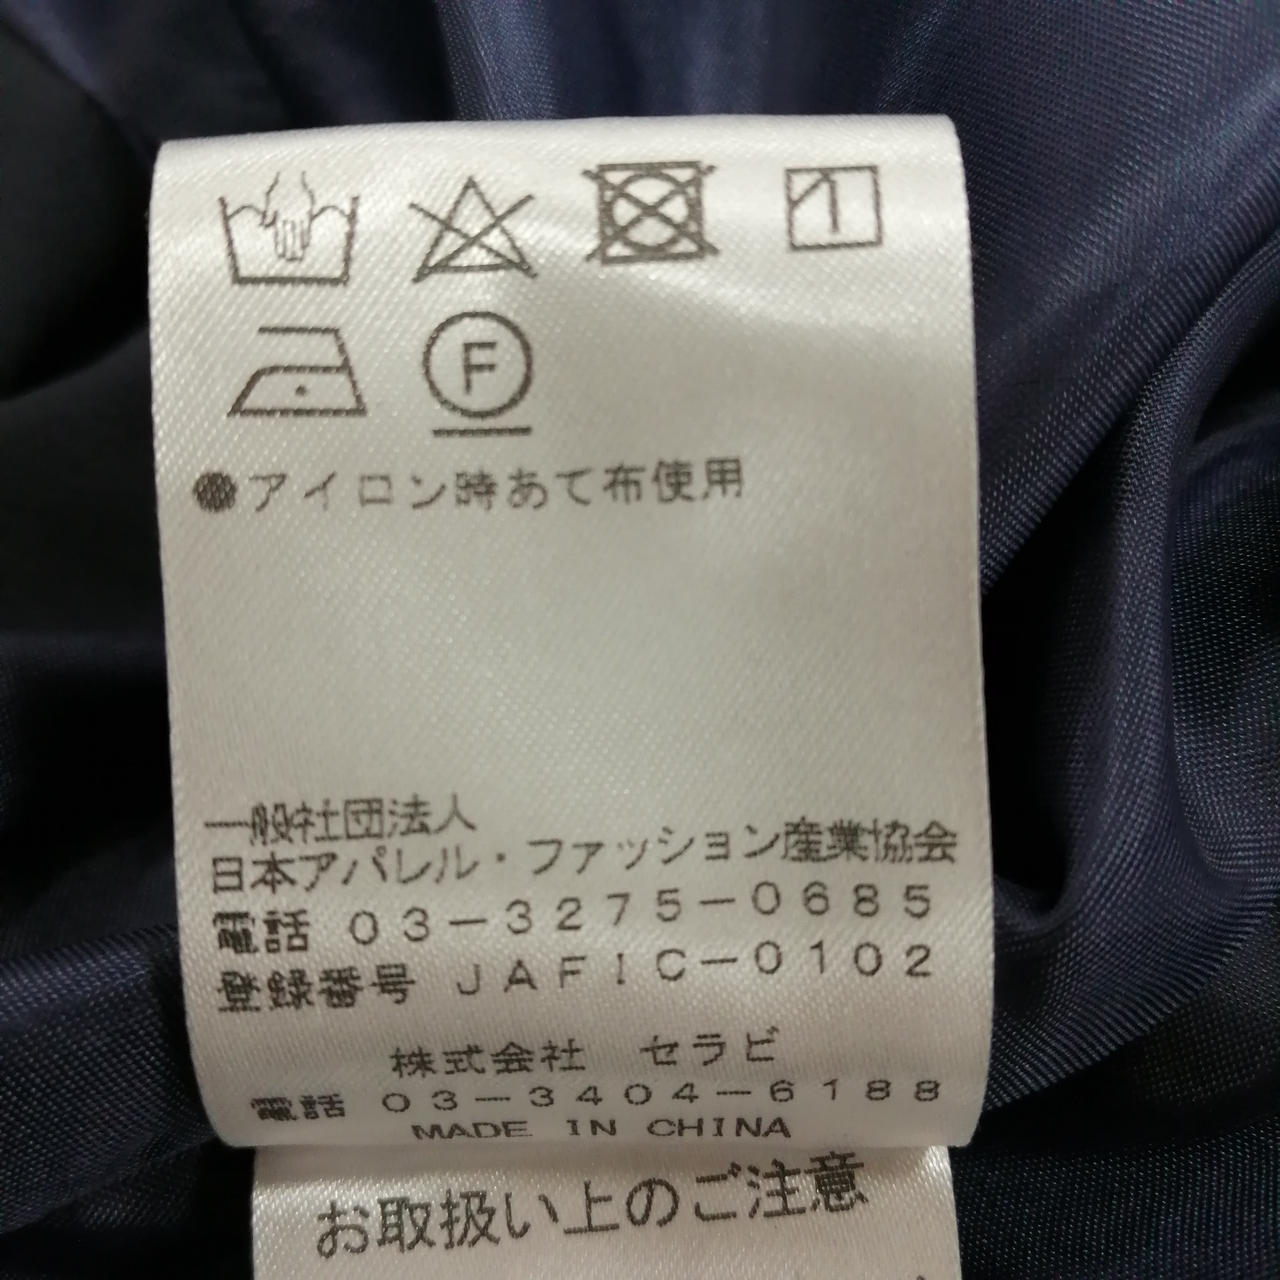 F
●アイロン時あて布使用
一般社団法人
日本アパレル・ファッション産業協会
電話 03-3275-0685
登録番号 JAFIC-0102
株式会社 セラビ
電話 03-3404-6188
MADE IN CHINA
お取扱い上のご注意